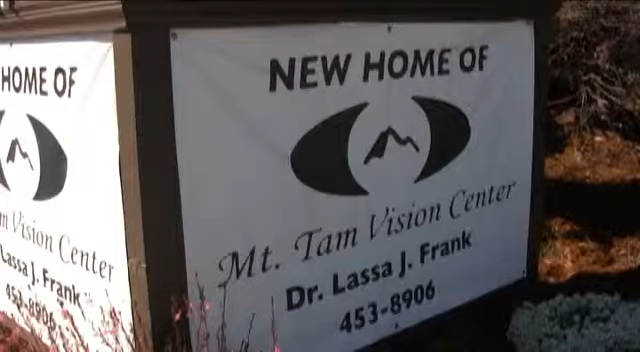 HOME OF
m Vision Center
Lassa J. Frank
453-8906
NEW HOME OF
Mt. Tam Vision Center
Dr. Lassa J. Frank
453-8906